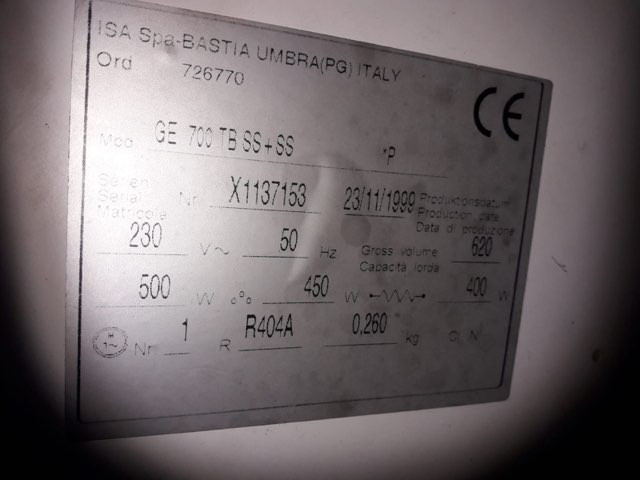 ISA Spa-BASTIA UMBRA(PG) ITALY
Ord 726770
CE
Mod. GE 700 TB SS+SS *P
Serien
Serial Nr. X1137153 23/11/1999 Produktionsdatum
Matricola Production date
Data di produzione
230 V~ 50 Hz Gross volume 620
Capacità lorda
500 W 450 W 400 W
Nr 1 R R404A 0,260 kg Cl. N